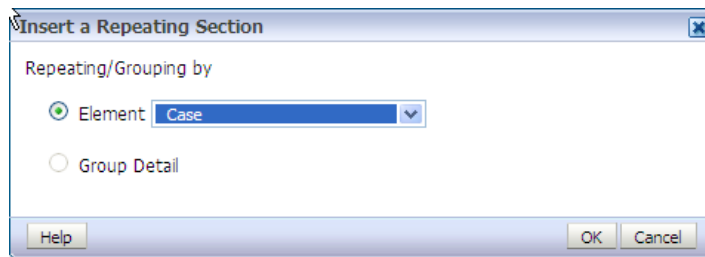 Insert a Repeating Section
Repeating/Grouping by
Element Case
Group Detail
Help OK Cancel